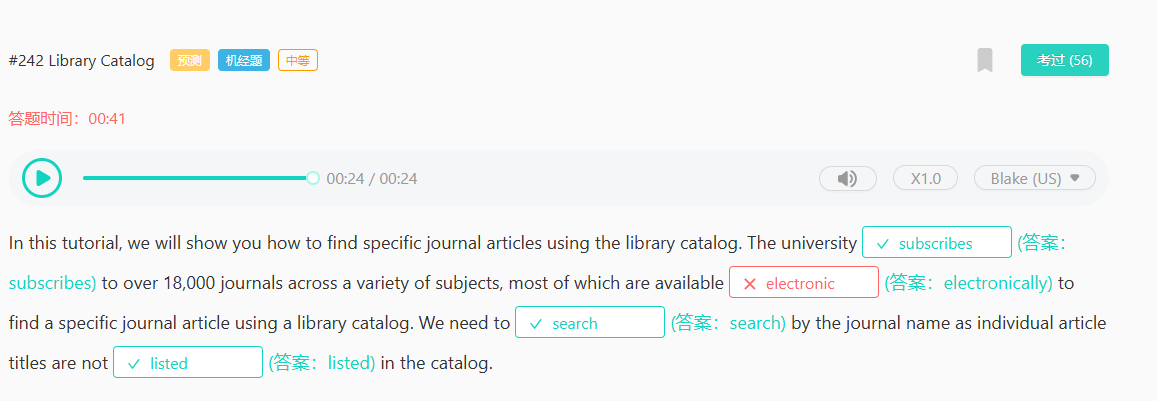 #242 Library Catalog 预测 机经题 中等 考过 (56)
答题时间：00:41
00:24 / 00:24 X1.0 Blake (US)
In this tutorial, we will show you how to find specific journal articles using the library catalog. The university subscribes (答案：
subscribes) to over 18,000 journals across a variety of subjects, most of which are available electronic (答案：electronically) to
find a specific journal article using a library catalog. We need to search (答案：search) by the journal name as individual article
titles are not listed (答案：listed) in the catalog.